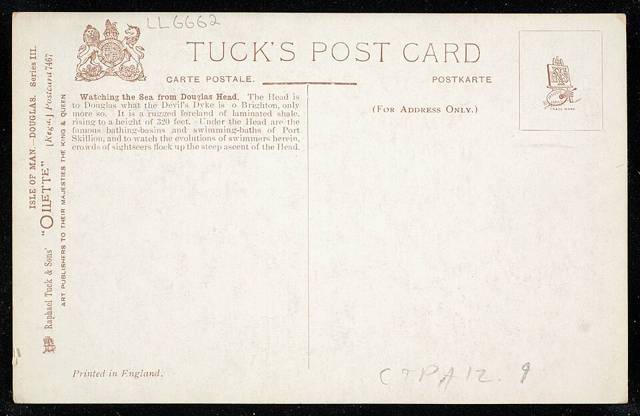 LL6662
TUCK'S POST CARD
CARTE POSTALE.
POSTKARTE
(FOR ADDRESS ONLY.)
TRADE MARK
ISLE OF MAN.—DOUGLAS. Series III.
Raphael Tuck & Sons' "OILETTE" [Regd.] Postcard 7467
ART PUBLISHERS TO THEIR MAJESTIES THE KING & QUEEN
Watching the Sea from Douglas Head. The Head is
to Douglas what the Devil's Dyke is o Brighton, only
more so. It is a rugged foreland of laminated shale,
rising to a height of 320 feet. Under the Head are the
famous bathing-basins and swimming-baths of Port
Skillion, and to watch the evolutions of swimmers herein,
crowds of sightseers flock up the steep ascent of the Head.
Printed in England.